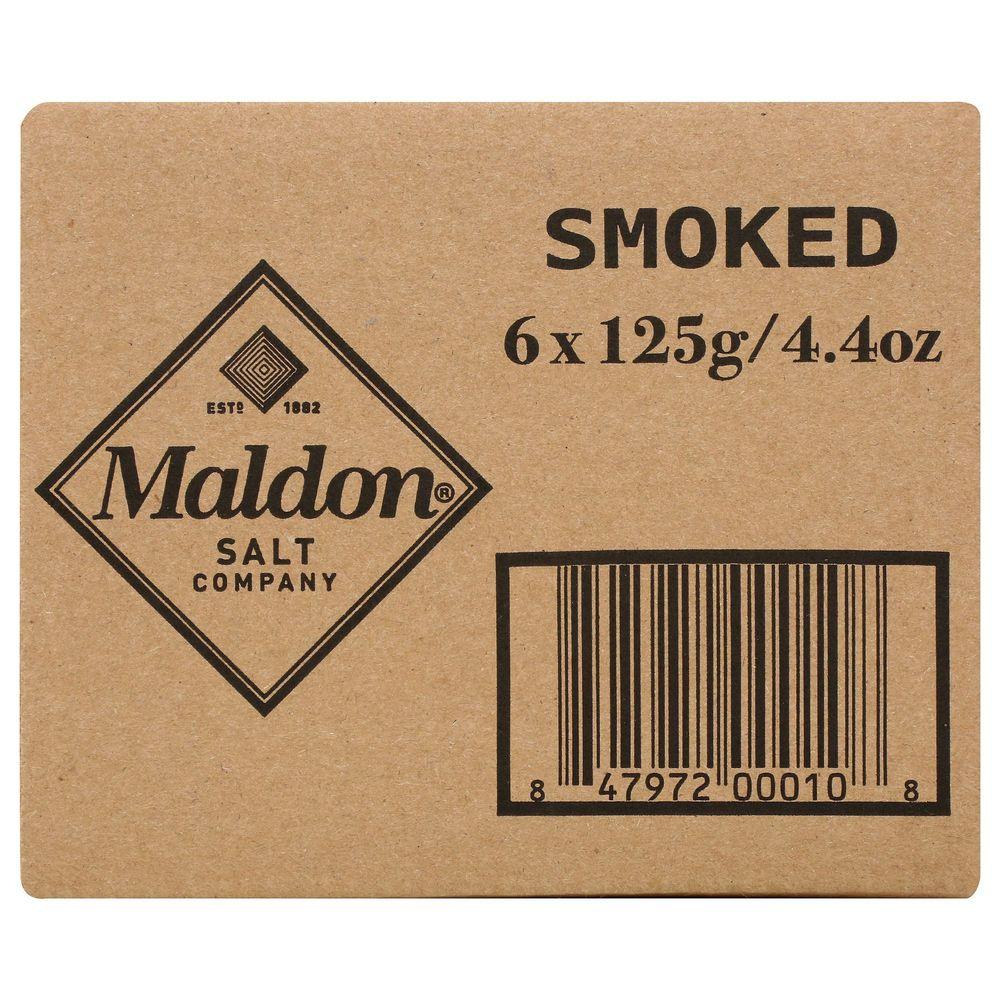 SMOKED
6 x 125g/4.4oz
ESTD 1882
Maldon®
SALT
COMPANY
8 47972 00010 8